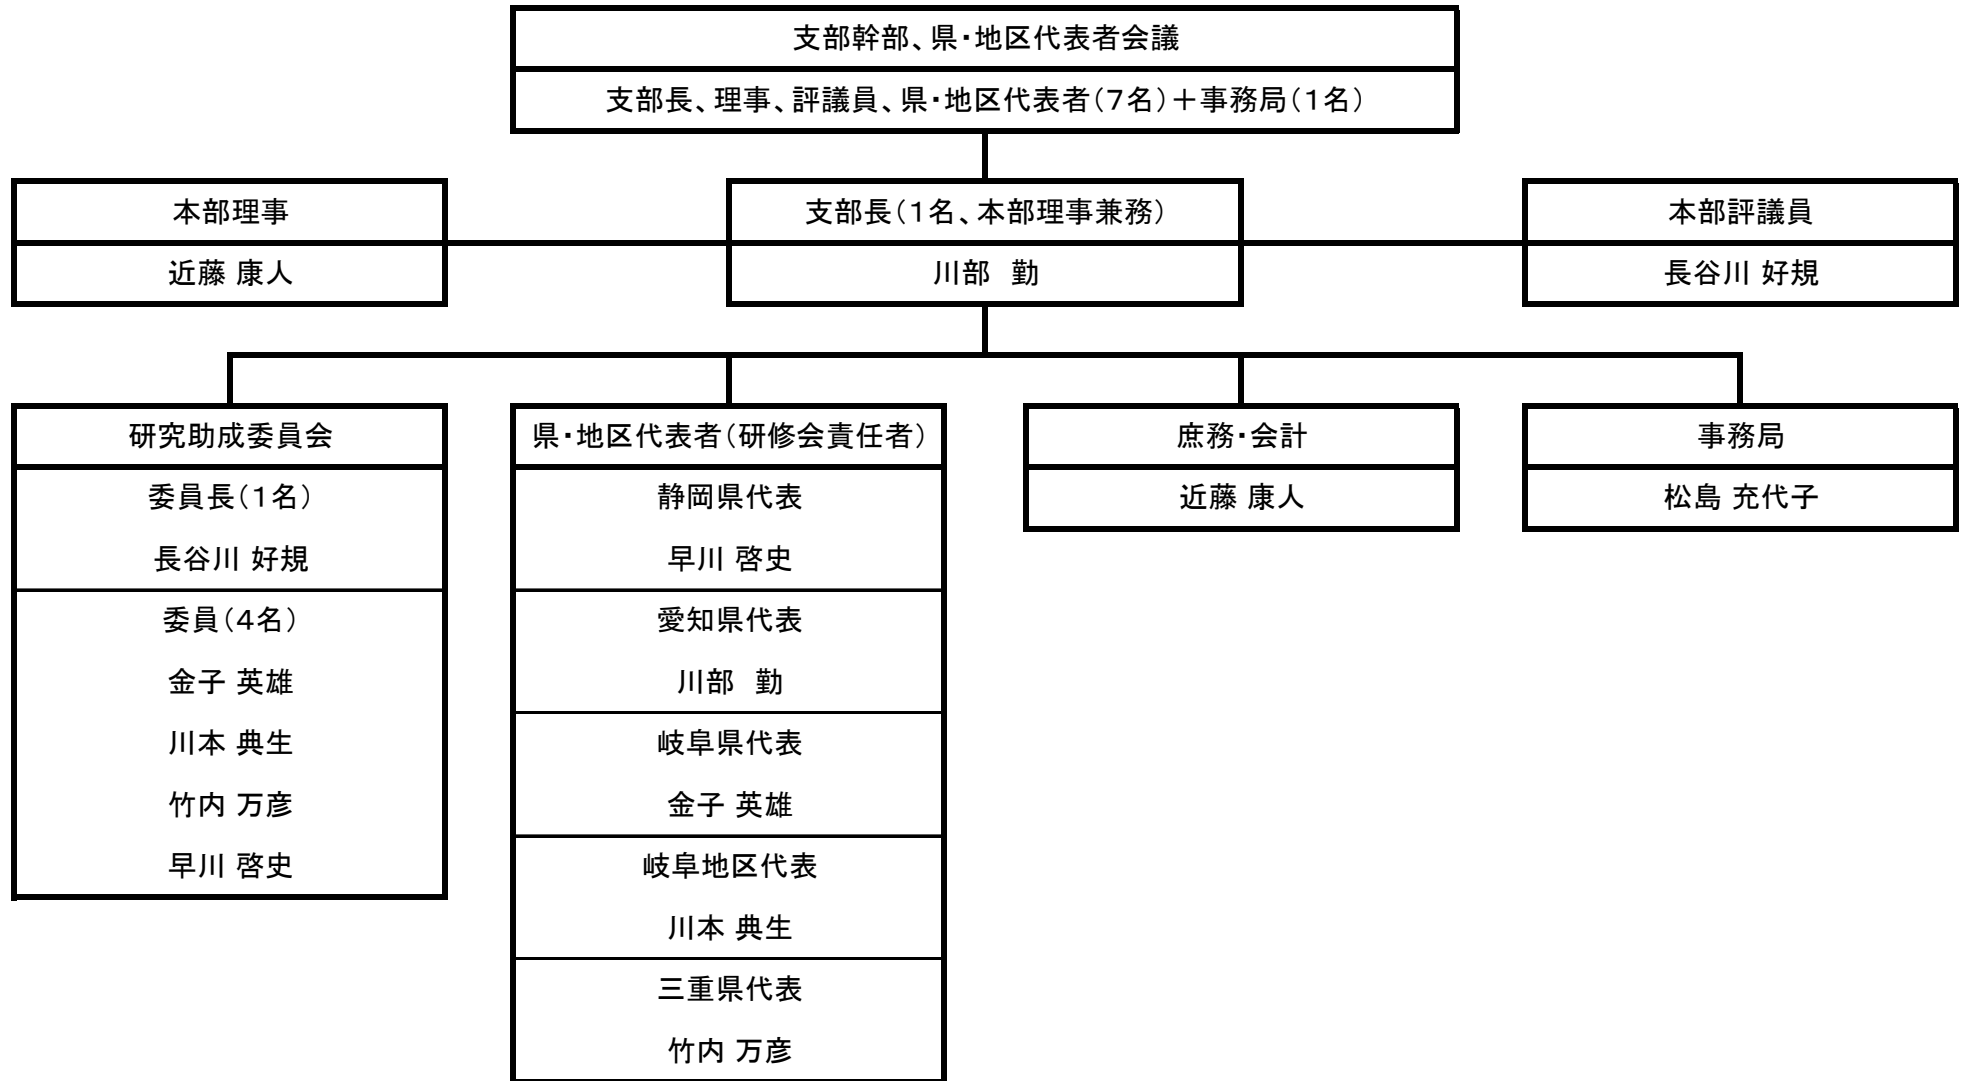 支部幹部、県・地区代表者会議
支部長、理事、評議員、県・地区代表者（７名）＋事務局（１名）
本部理事
近藤 康人
支部長（１名、本部理事兼務）
川部　勤
本部評議員
長谷川 好規
研究助成委員会
委員長（１名）
長谷川 好規
委員（４名）
金子 英雄
川本 典生
竹内 万彦
早川 啓史
県・地区代表者（研修会責任者）
静岡県代表
早川 啓史
愛知県代表
川部　勤
岐阜県代表
金子 英雄
岐阜地区代表
川本 典生
三重県代表
竹内 万彦
庶務・会計
近藤 康人
事務局
松島 充代子